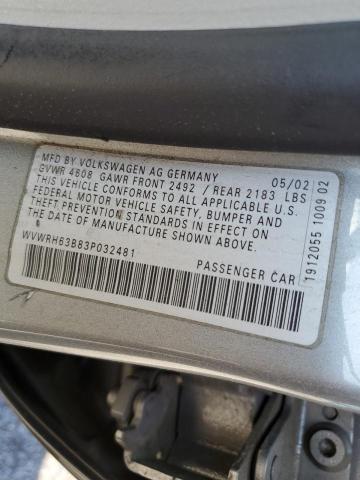 MFD BY VOLKSWAGEN AG GERMANY 05/02
GVWR 4608 GAWR FRONT 2492 / REAR 2183 LBS
THIS VEHICLE CONFORMS TO ALL APPLICABLE U.S.
FEDERAL MOTOR VEHICLE SAFETY, BUMPER AND
THEFT PREVENTION STANDARDS IN EFFECT ON
THE DATE OF MANUFACTURE SHOWN ABOVE.
WVWRH63B83P032481 PASSENGER CAR
1912055 1009 02